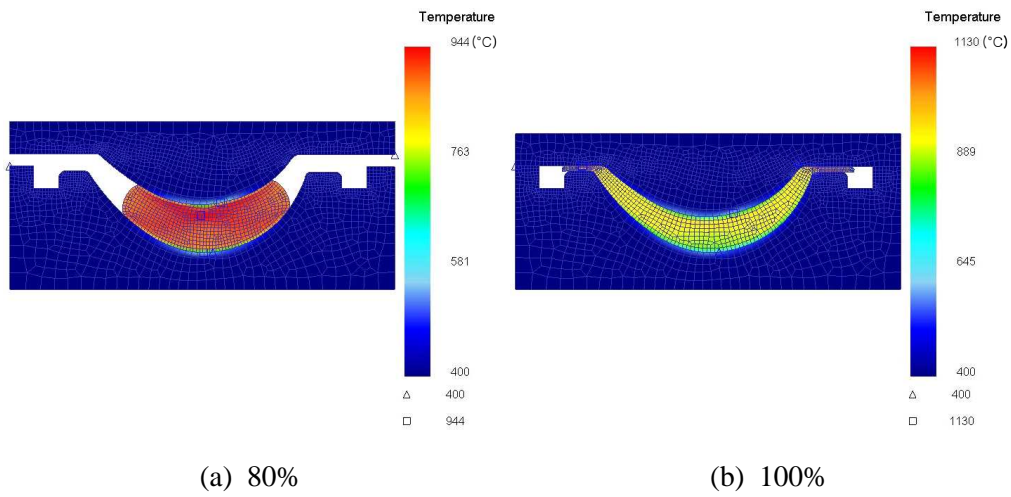 Temperature
944 (°C)
763
581
400
△ 400
□ 944
(a) 80%
Temperature
1130 (°C)
889
645
400
△ 400
□ 1130
(b) 100%